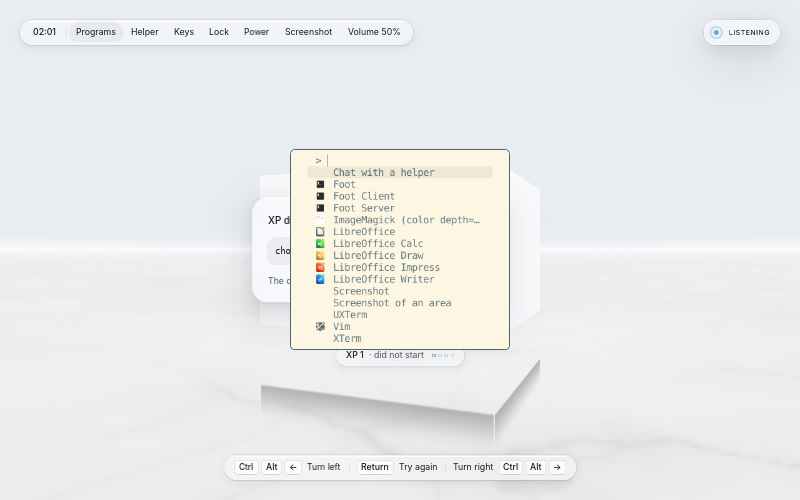 02:01 Programs Helper Keys Lock Power Screenshot Volume 50%
LISTENING
>
Chat with a helper
Foot
Foot Client
Foot Server
ImageMagick (color depth=…
LibreOffice
LibreOffice Calc
LibreOffice Draw
LibreOffice Impress
LibreOffice Writer
Screenshot
Screenshot of an area
UXTerm
Vim
XTerm
XP d
cho
The d
XP 1 · did not start
Ctrl Alt ← Turn left Return Try again Turn right Ctrl Alt →